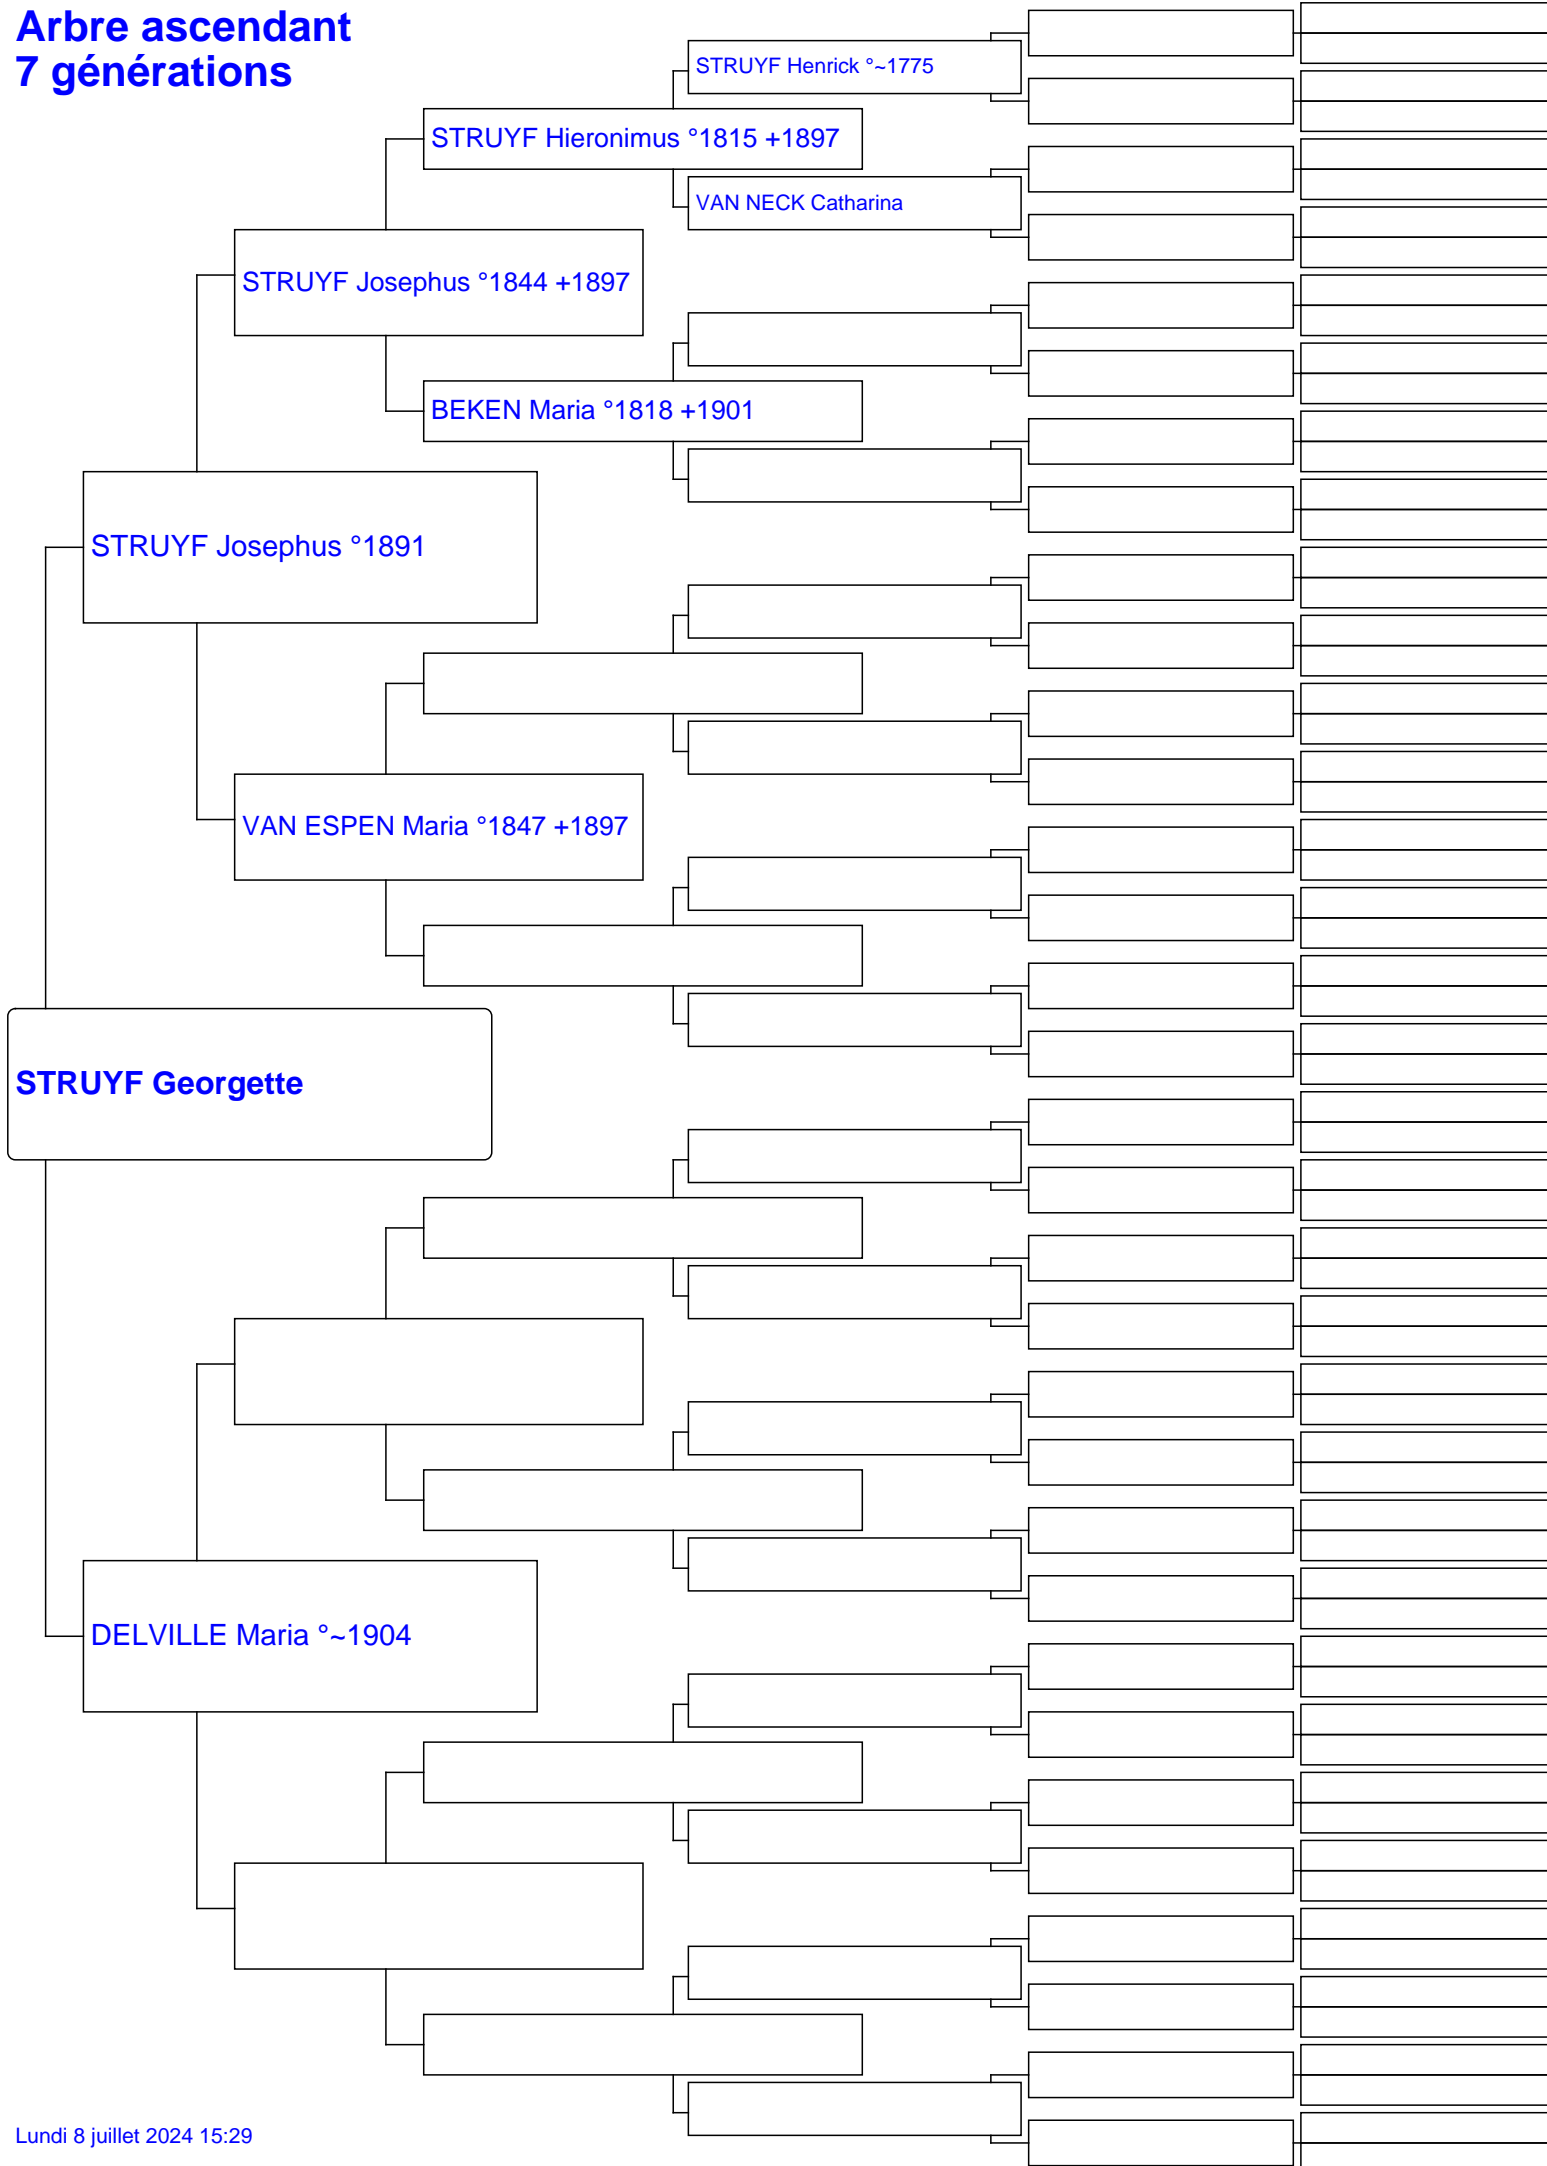 Arbre ascendant
7 générations
STRUYF Henrick °~1775
STRUYF Hieronimus °1815 +1897
VAN NECK Catharina
STRUYF Josephus °1844 +1897
BEKEN Maria °1818 +1901
STRUYF Josephus °1891
VAN ESPEN Maria °1847 +1897
STRUYF Georgette
DELVILLE Maria °~1904
Lundi 8 juillet 2024 15:29